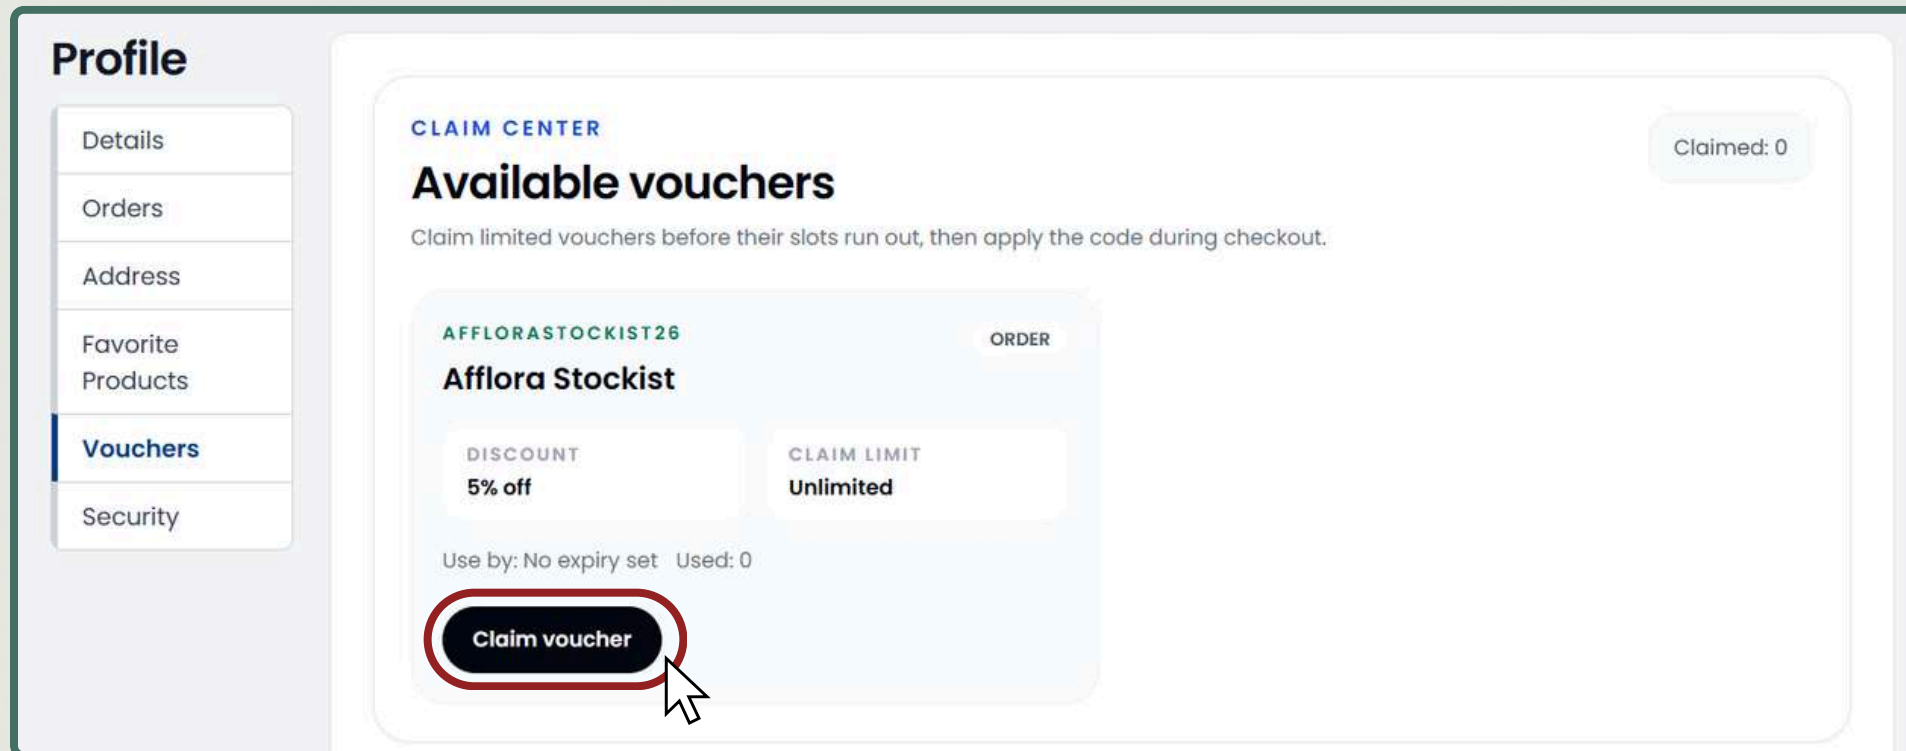 Profile
Details
Orders
Address
Favorite
Products
Vouchers
Security
CLAIM CENTER
Claimed: 0
Available vouchers
Claim limited vouchers before their slots run out, then apply the code during checkout.
AFFLORASTOCKIST26
ORDER
Afflora Stockist
DISCOUNT
5% off
CLAIM LIMIT
Unlimited
Use by: No expiry set Used: 0
Claim voucher